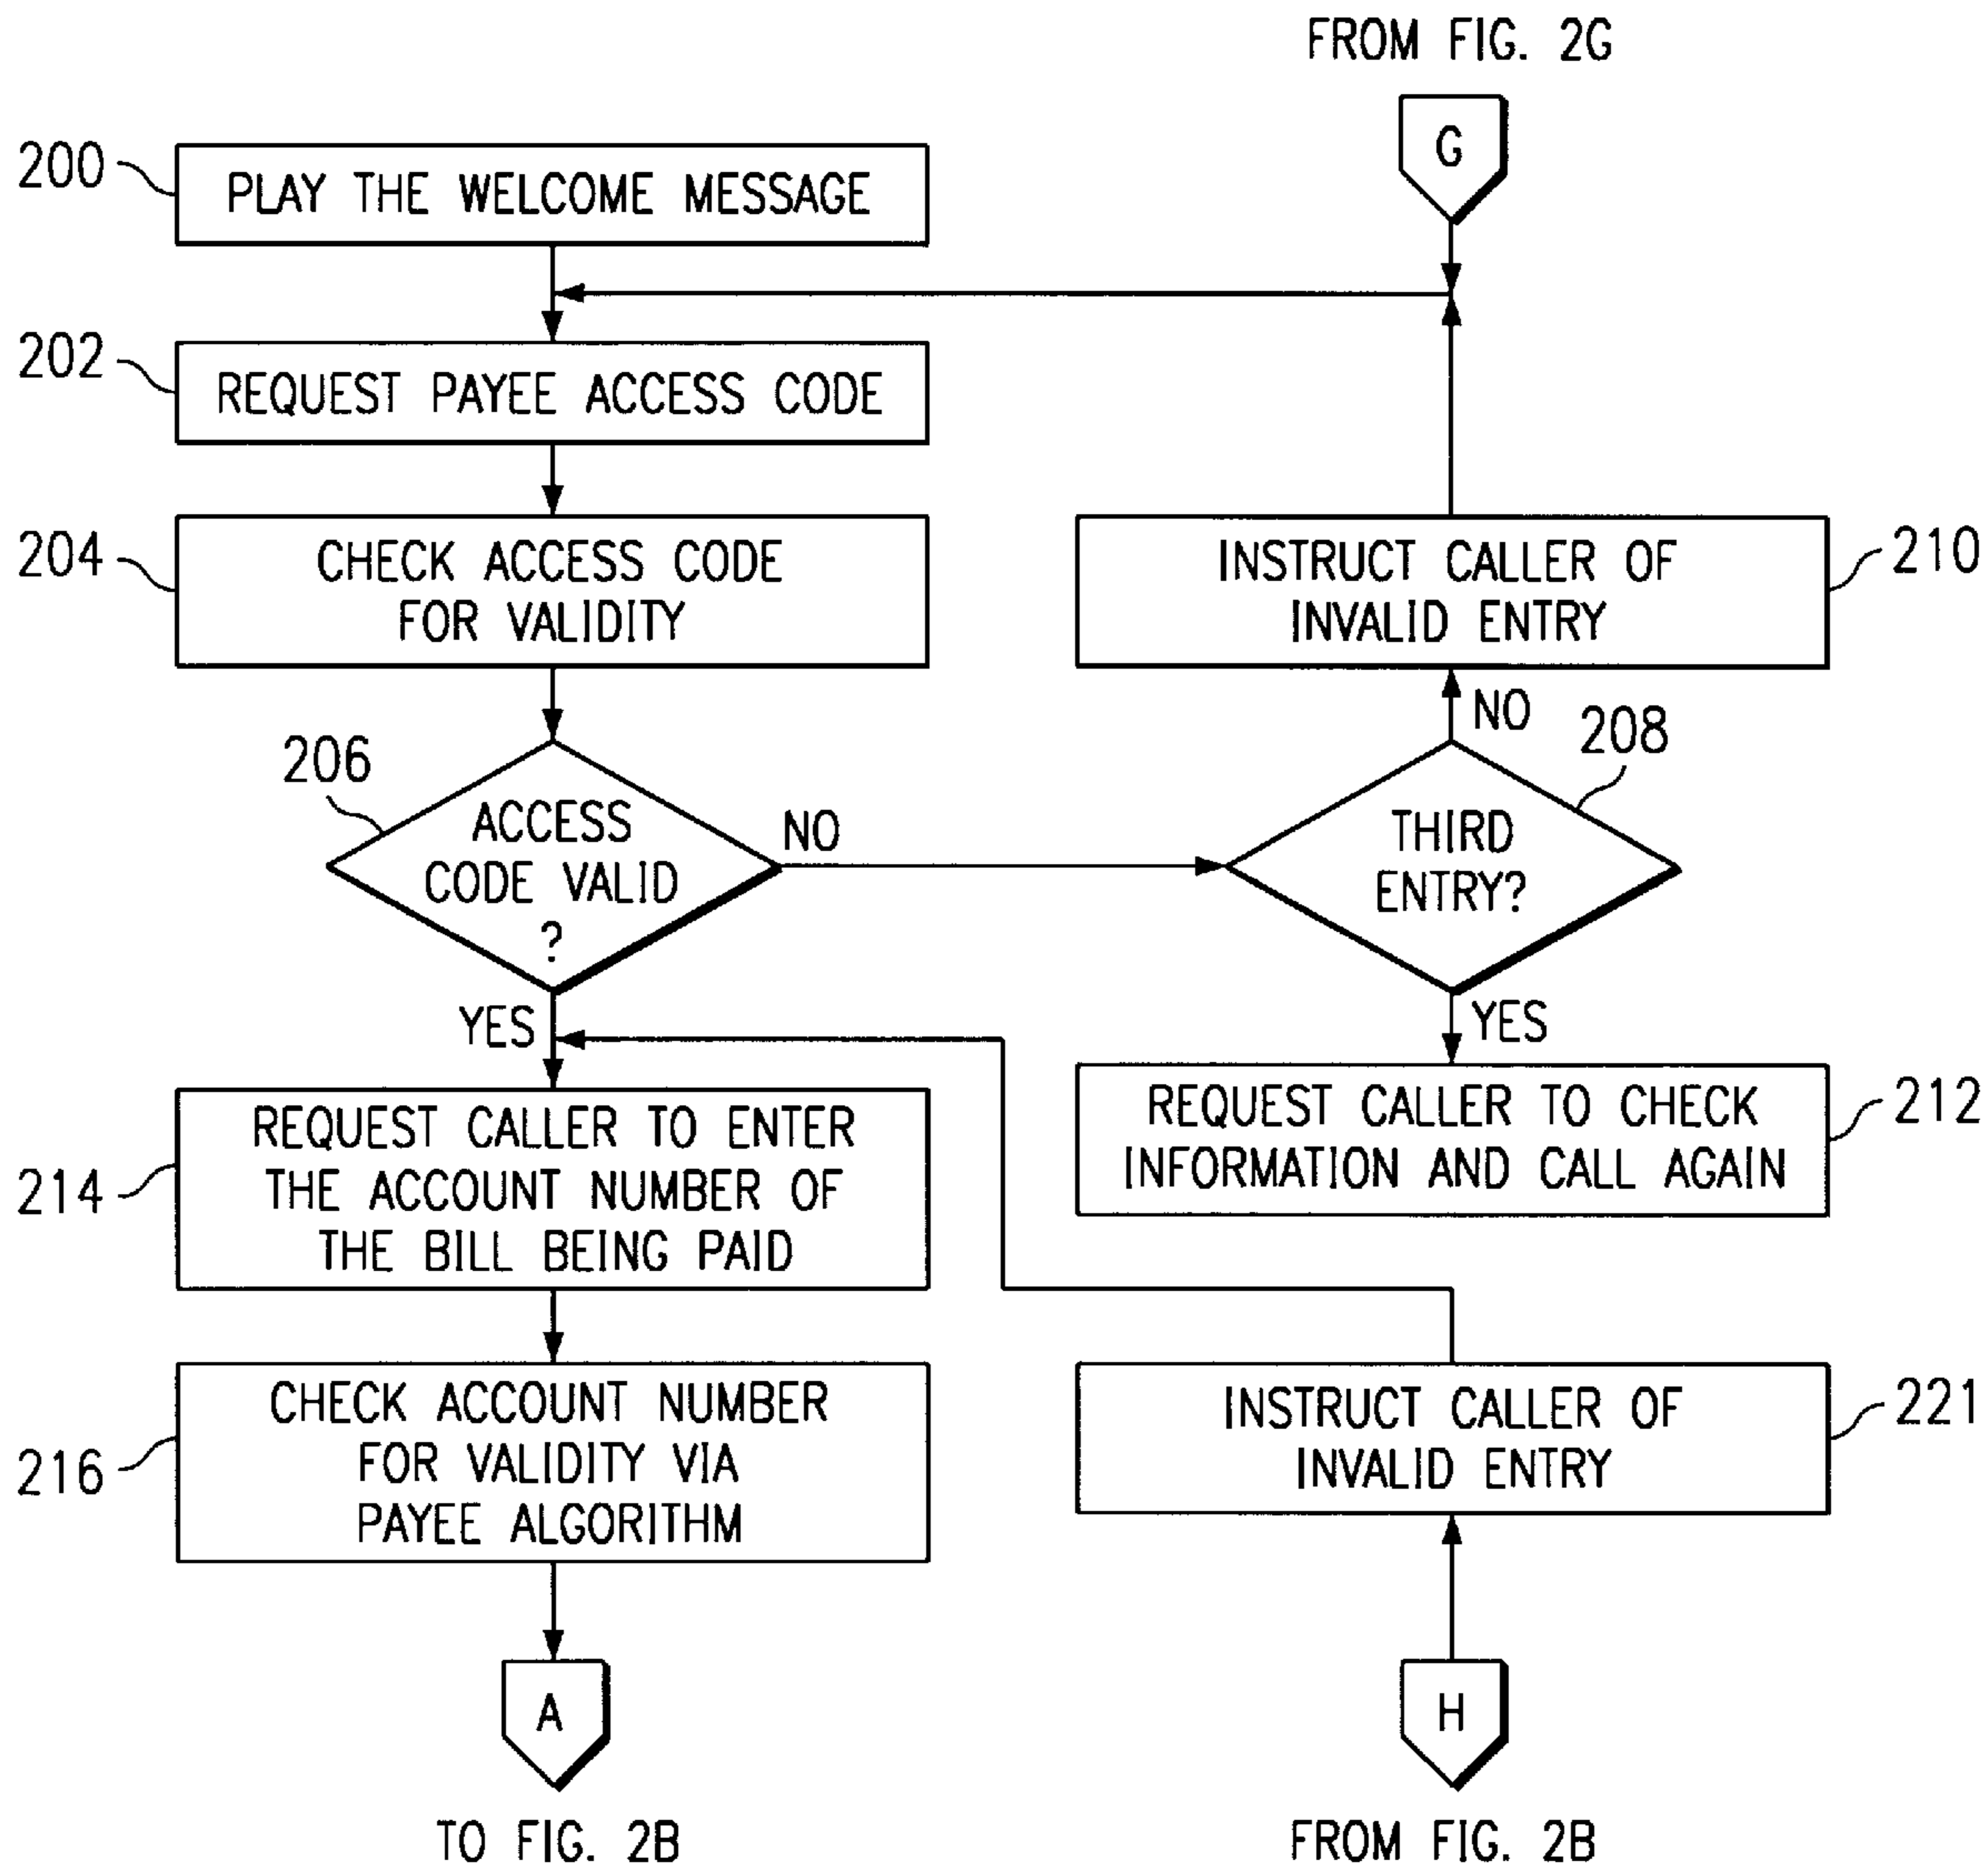 FROM FIG. 2G
G
200
PLAY THE WELCOME MESSAGE
202
REQUEST PAYEE ACCESS CODE
204
CHECK ACCESS CODE
FOR VALIDITY
210
INSTRUCT CALLER OF
INVALID ENTRY
206
ACCESS
CODE VALID
?
NO
NO
208
THIRD
ENTRY?
YES
YES
214
REQUEST CALLER TO ENTER
THE ACCOUNT NUMBER OF
THE BILL BEING PAID
212
REQUEST CALLER TO CHECK
INFORMATION AND CALL AGAIN
216
CHECK ACCOUNT NUMBER
FOR VALIDITY VIA
PAYEE ALGORITHM
221
INSTRUCT CALLER OF
INVALID ENTRY
A
TO FIG. 2B
H
FROM FIG. 2B